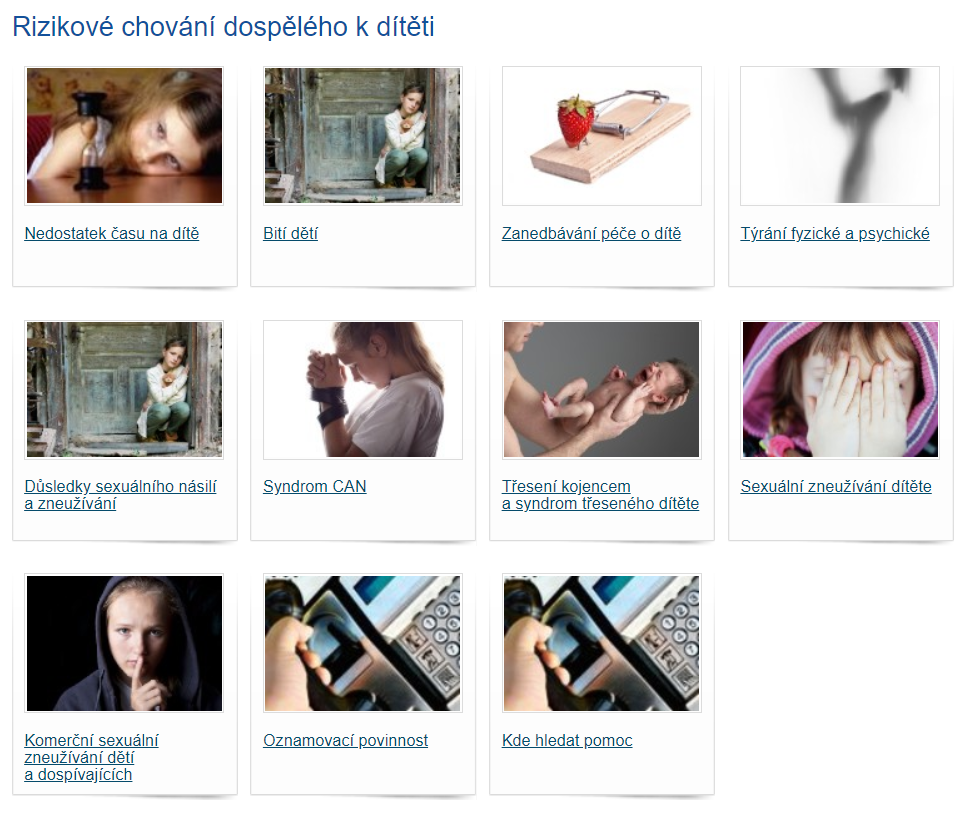 Rizikové chování dospělého k dítěti
Nedostatek času na dítě
Bití dětí
Zanedbávání péče o dítě
Týrání fyzické a psychické
Důsledky sexuálního násilí
a zneužívání
Syndrom CAN
Třesení kojencem
a syndrom třeseného dítěte
Sexuální zneužívání dítěte
Komerční sexuální
zneužívání dětí
a dospívajících
Oznamovací povinnost
Kde hledat pomoc